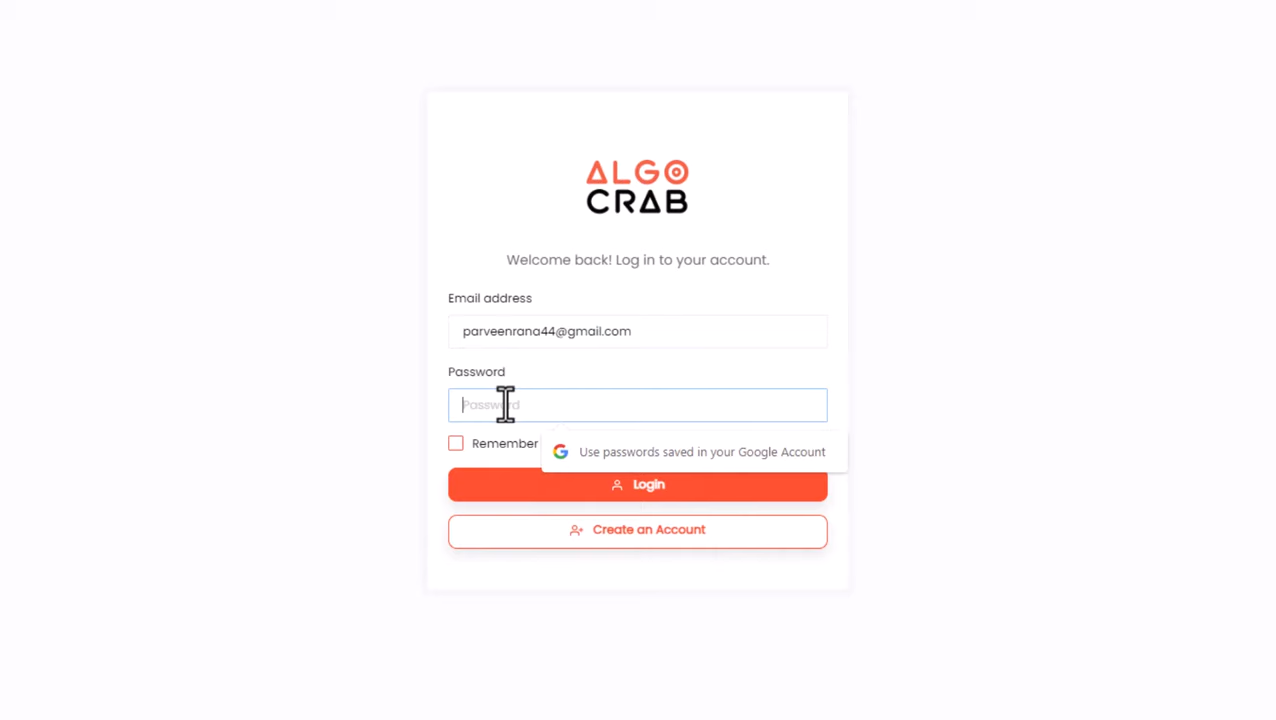 ALGO
CRAB
Welcome back! Log in to your account.
Email address
parveenrana44@gmail.com
Password
Password
Remember
Use passwords saved in your Google Account
Login
Create an Account